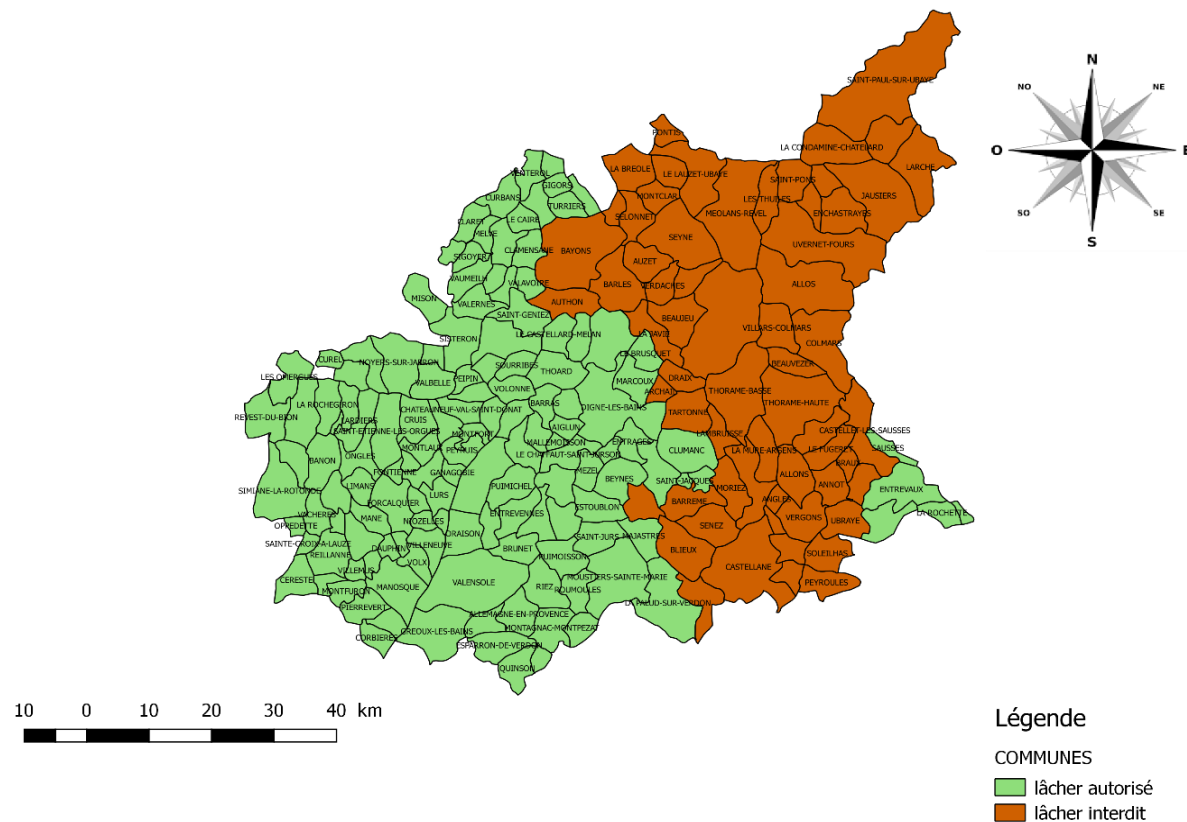 SAINT-PAUL-SUR-UBAYE
N
NO
NE
O
E
SO
SE
S
PONTIS
LA CONDAMINE-CHATELARD
LA BREOLE
LE LAUZET-UBAYE
SAINT-PONS
LARCHE
VENTEROL
GIGORS
CURBANS
TURRIERS
MONTCLAR
LES THUILES
JAUSIERS
CLARET
LE CAIRE
SELONNET
MEOLANS-REVEL
ENCHASTRAYES
MELVE
SEYNE
UVERNET-FOURS
SIGOYER
CLAMENSANE
BAYONS
AUZET
VAUMEILH
VALAVOIRE
BARLES
VERDACHES
ALLOS
MISON
VALERNES
AUTHON
SAINT-GENIEZ
BEAUJEU
VILLARS-COLMARS
SISTERON
LE CASTELLARD-MELAN
LA JAVIE
COLMARS
CUREL
NOYERS-SUR-JABRON
LE BRUSQUET
BEAUVEZER
LES OMERGUES
VALBELLE
PEIPIN
SOURRIBES
THOARD
MARCOUX
DRAIX
ARCHAIL
THORAME-BASSE
VOLONNE
LA ROCHEGIRON
THORAME-HAUTE
REVEST-DU-BION
LARDIERS
CHATEAUNEUF-VAL-SAINT-DONAT
BARRAS
DIGNE-LES-BAINS
TARTONNE
CRUIS
SAINT-ETIENNE-LES-ORGUES
MONTFORT
AIGLUN
LAMBRUISSE
CASTELLET-LES-SAUSSES
MALLEMOISSON
ENTRAGES
CLUMANC
SAUSSES
BANON
ONGLES
MONTLAUX
PEYRUIS
LE CHAFFAUT-SAINT-JURSON
LA MURE-ARGENS
LE FUGERET
BRAUX
FONTIENNE
GANAGOBIE
MEZEL
BEYNES
SAINT-JACQUES
MORIEZ
ALLONS
ANNOT
SIMIANE-LA-ROTONDE
LIMANS
LURS
PUIMICHEL
ENTREVAUX
FORCALQUIER
BARREME
ANGLES
VACHERES
MANE
NIOZELLES
ENTREVENNES
ESTOUBLON
VERGONS
UBRAYE
LA ROCHETTE
OPPEDETTE
SENEZ
ORAISON
SAINTE-CROIX-A-LAUZE
DAUPHIN
VILLENEUVE
BRUNET
SAINT-JURS
MAJASTRES
BLIEUX
SOLEILHAS
REILLANNE
VOLX
PUIMOISSON
CASTELLANE
VILLEMUS
CERESTE
MONTFURON
MANOSQUE
VALENSOLE
RIEZ
MOUSTIERS-SAINTE-MARIE
PEYROULES
ROUMOULES
PIERREVERT
LA PALUD-SUR-VERDON
ALLEMAGNE-EN-PROVENCE
CORBIERES
GREOUX-LES-BAINS
MONTAGNAC-MONTPEZAT
ESPARRON-DE-VERDON
QUINSON
10 0 10 20 30 40 km
Légende
COMMUNES
lâcher autorisé
lâcher interdit